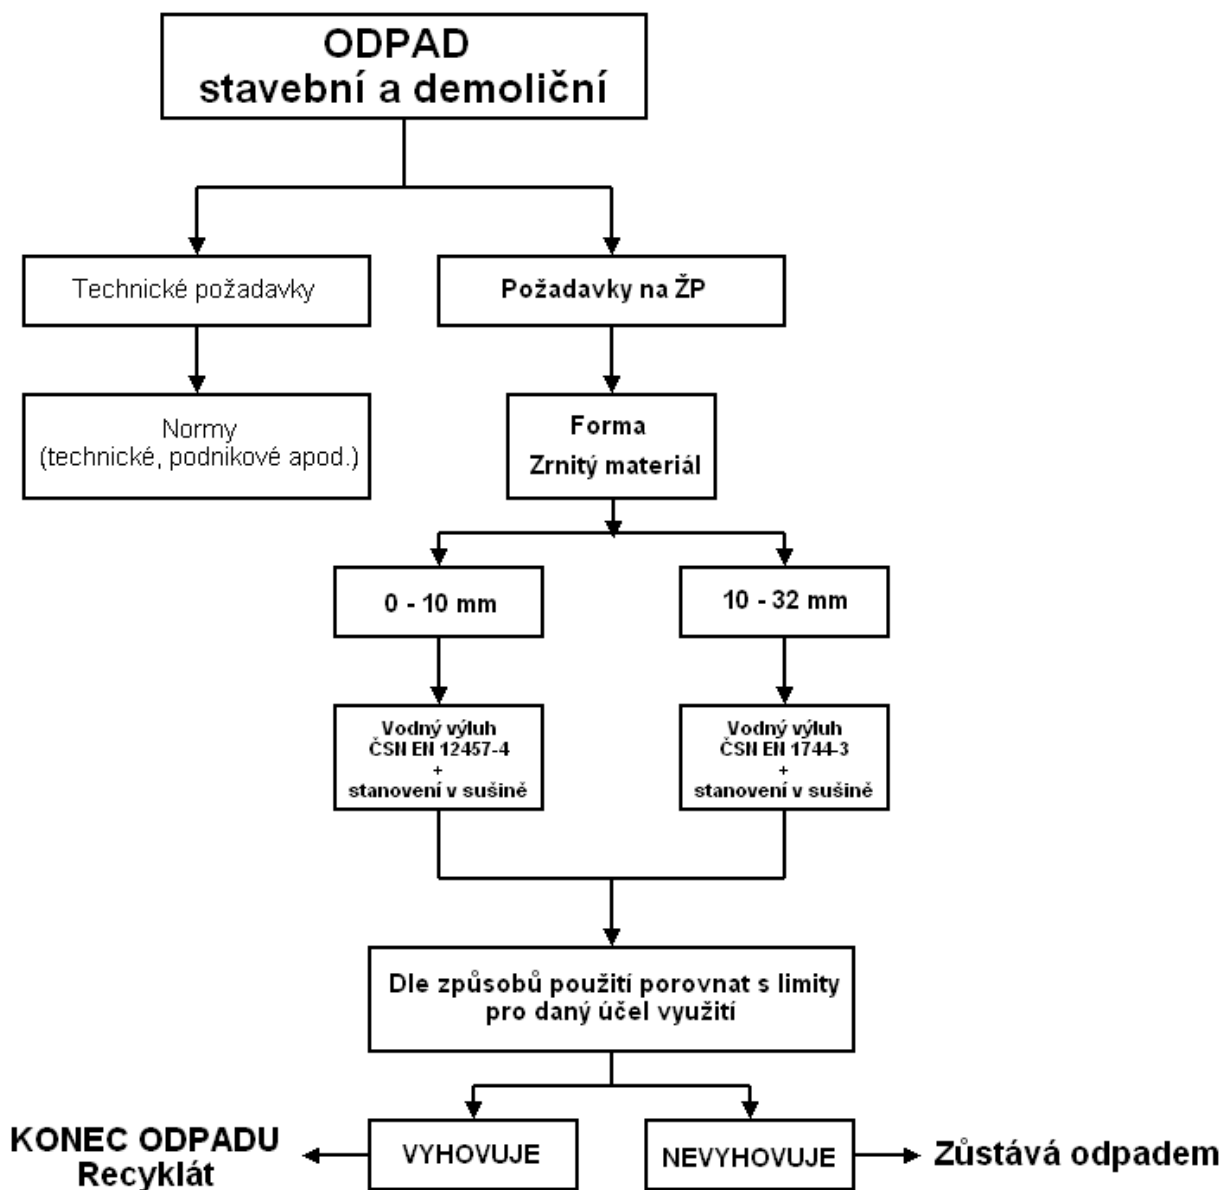 ODPAD
stavební a demoliční
Technické požadavky
Požadavky na ŽP
Normy
(technické, podnikové apod.)
Forma
Zrnitý materiál
0 - 10 mm
10 - 32 mm
Vodný výluh
ČSN EN 12457-4
+
stanovení v sušině
Vodný výluh
ČSN EN 1744-3
+
stanovení v sušině
Dle způsobů použití porovnat s limity
pro daný účel využití
KONEC ODPADU
Recyklát
VYHOVUJE
NEVYHOVUJE
Zůstává odpadem